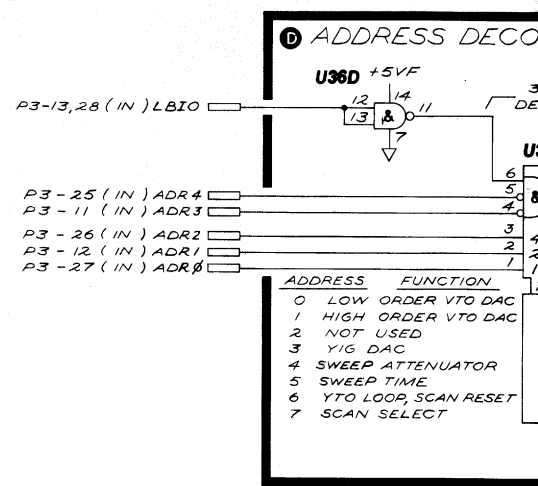 D ADDRESS DECO
U36D +5VF
3
DE
P3-13,28 (IN) LBIO
12 14
13 & 11
7
U3
6
P3-25 (IN) ADR4 5
P3-11 (IN) ADR3 4 &
P3-26 (IN) ADR2 3 4
P3-12 (IN) ADR1 2 2
P3-27 (IN) ADRØ 1 1
ADDRESS FUNCTION
0 LOW ORDER VTO DAC
1 HIGH ORDER VTO DAC
2 NOT USED
3 YIG DAC
4 SWEEP ATTENUATOR
5 SWEEP TIME
6 YTO LOOP, SCAN RESET
7 SCAN SELECT